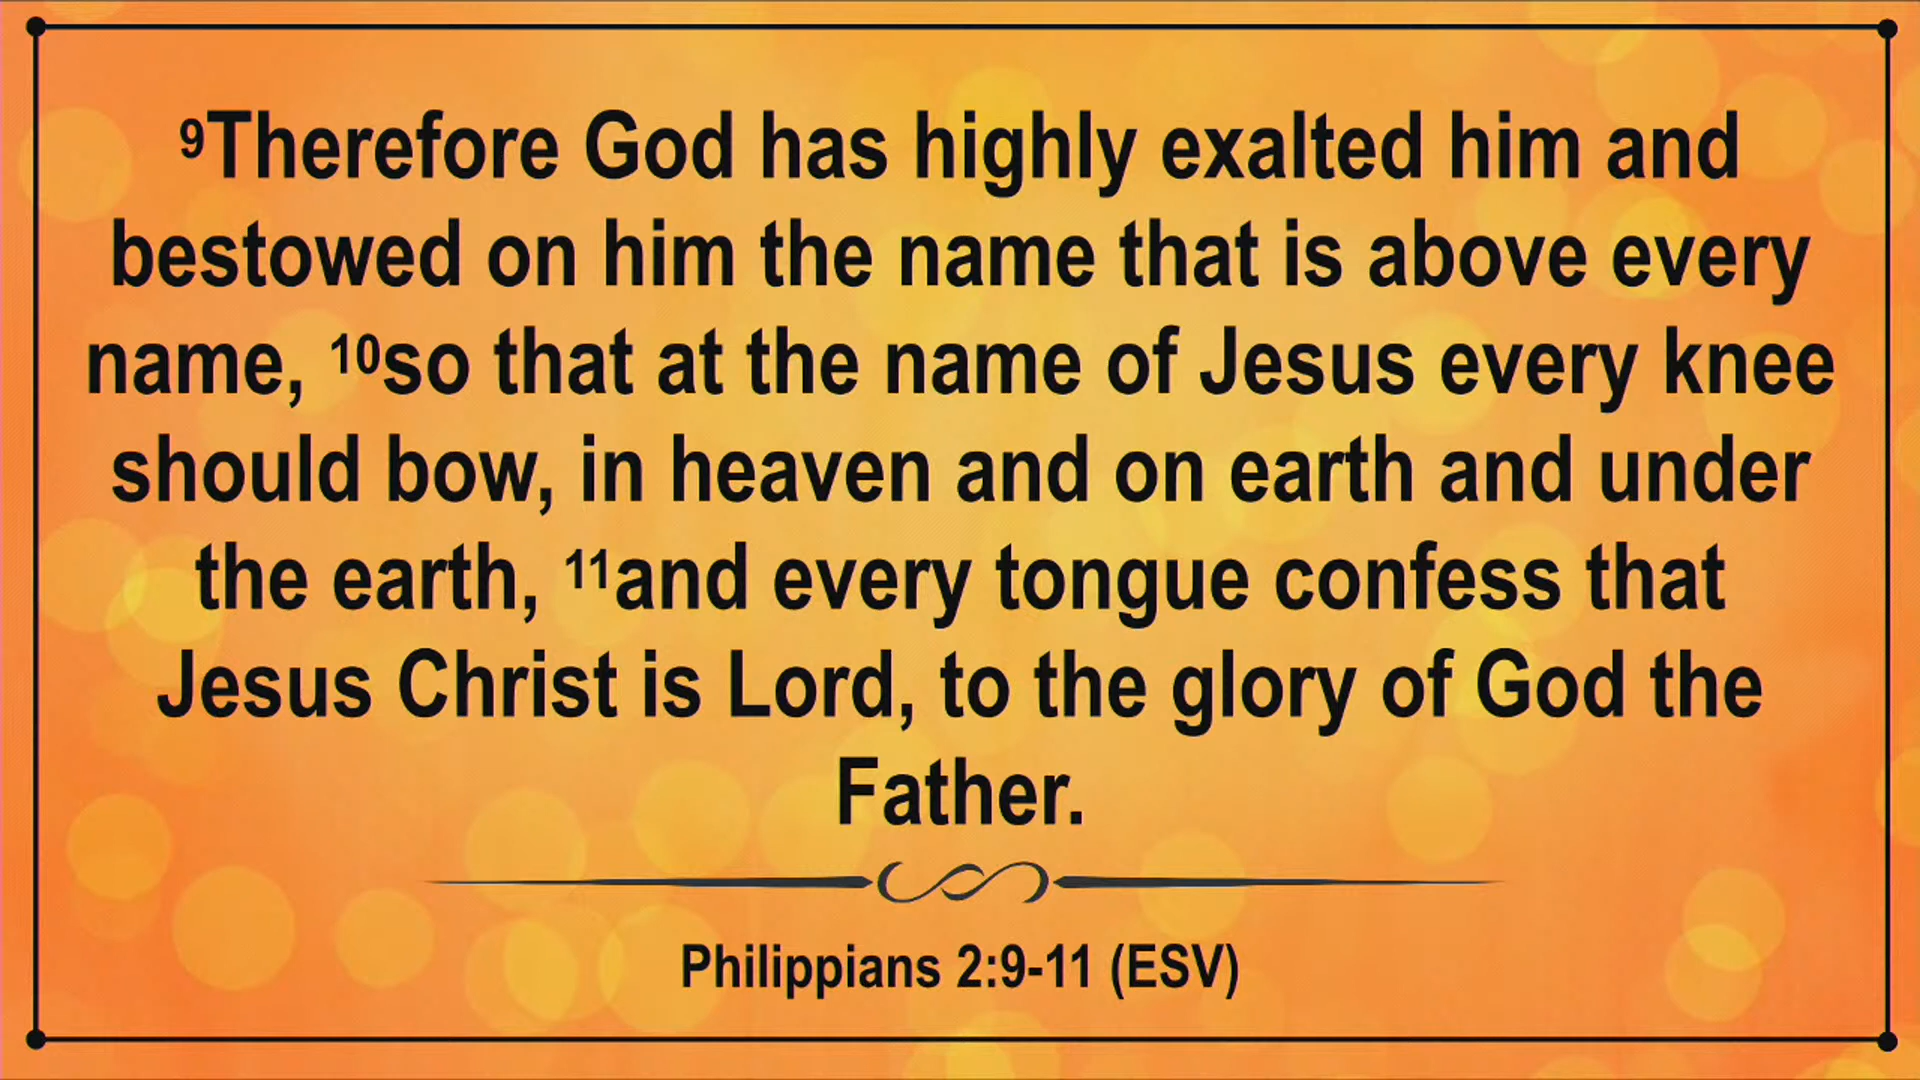 ⁹Therefore God has highly exalted him and
bestowed on him the name that is above every
name, ¹⁰so that at the name of Jesus every knee
should bow, in heaven and on earth and under
the earth, ¹¹and every tongue confess that
Jesus Christ is Lord, to the glory of God the
Father.
Philippians 2:9-11 (ESV)